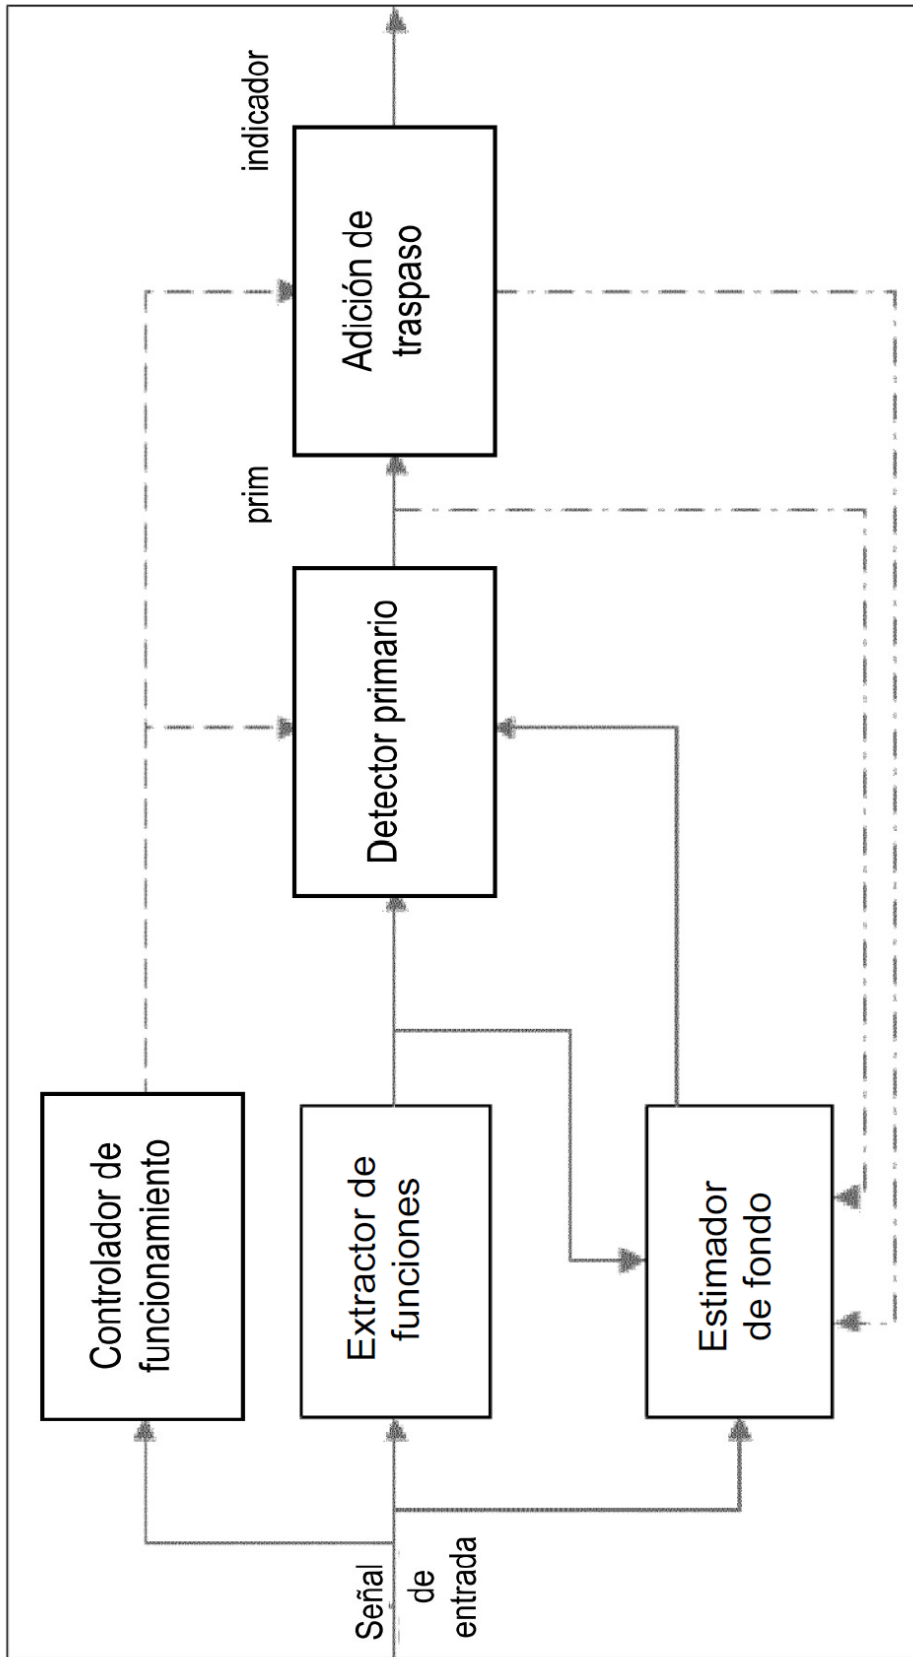 Señal
de
entrada
Controlador de
funcionamiento
Extractor de
funciones
Estimador
de fondo
Detector primario
prim
Adición de
traspaso
indicador